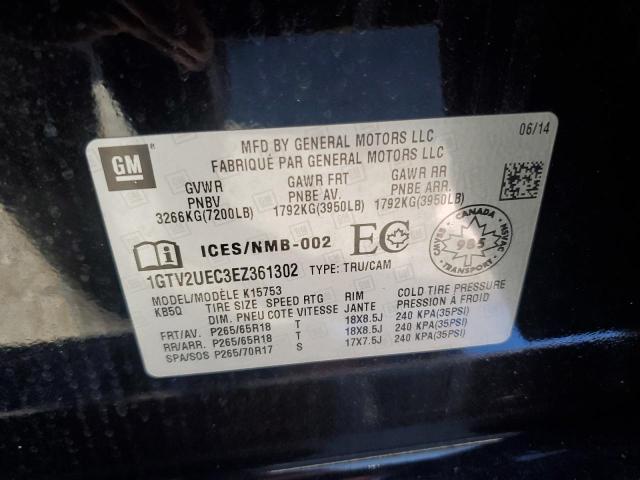 GM
MFD BY GENERAL MOTORS LLC
06/14
FABRIQUÉ PAR GENERAL MOTORS LLC
GVWR GAWR FRT GAWR RR
PNBV PNBE AV. PNBE ARR.
3266KG(7200LB) 1792KG(3950LB) 1792KG(3950LB)
ICES/NMB-002 EC
CANADA
CMVSS 985 NSVAC
TRANSPORT
1GTV2UEC3EZ361302 TYPE: TRU/CAM
MODEL/MODÈLE K15753
KB5Q TIRE SIZE SPEED RTG RIM COLD TIRE PRESSURE
DIM. PNEU COTE VITESSE JANTE PRESSION À FROID
FRT/AV. P265/65R18 T 18X8.5J 240 KPA(35PSI)
RR/ARR. P265/65R18 T 18X8.5J 240 KPA(35PSI)
SPA/SOS P265/70R17 S 17X7.5J 240 KPA(35PSI)